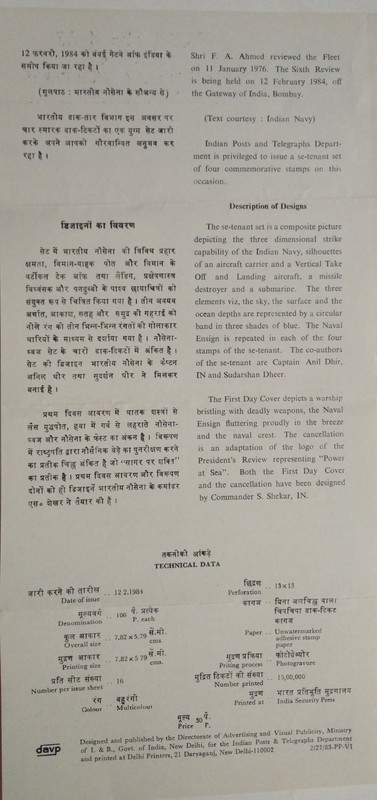 12 फरवरी, 1984 को बंबई गेटवे आफ इंडिया के
समीप किया जा रहा है ।
(मूलपाठ : भारतीय नौसेना के सौजन्य से)
भारतीय डाक-तार विभाग इस अवसर पर
चार स्मारक डाक-टिकटों का एक युग्म सेट जारी
करके अपने आपको गौरवान्वित अनुभव कर
रहा है ।
डिजाइनों का विवरण
सेट में भारतीय नौसेना की त्रिविध प्रहार
क्षमता, विमान-वाहक पोत और विमान के
वर्टीकल टेक आफ तथा लैंडिंग, प्रक्षेपणास्त्र
विध्वंसक और पनडुब्बी के पार्श्व छायाचित्रों को
संयुक्त रूप से चित्रित किया गया है । तीन अवयव
अर्थात, आकाश, सतह और समुद्र की गहराई को
नीले रंग की तीन भिन्न-भिन्न रंगतों की गोलाकार
धारियों के माध्यम से दर्शाया गया है । नौसेना-
ध्वज सेट के चारों डाक-टिकटों में अंकित है ।
सेट की डिजाइन भारतीय नौसेना के कैप्टन
अनिल धीर तथा सुदर्शन धीर ने मिलकर
बनाई है ।
प्रथम दिवस आवरण में घातक शस्त्रों से
लैस युद्धपोत, हवा में गर्व से लहराते नौसेना-
ध्वज और नौसेना के क्रेस्ट का अंकन है । विरूपण
में राष्ट्रपति द्वारा नौसैनिक बेड़े का पुनरीक्षण करने
का प्रतीक चिह्न अंकित है जो "सागर पर शक्ति"
का प्रतीक है । प्रथम दिवस आवरण और विरूपण
दोनों की ही डिजाइनें भारतीय नौसेना के कमांडर
एस० शेखर ने तैयार की हैं ।
Shri F. A. Ahmed reviewed the Fleet
on 11 January 1976. The Sixth Review
is being held on 12 February 1984, off
the Gateway of India, Bombay.
(Text courtesy : Indian Navy)
Indian Posts and Telegraphs Depart-
ment is privileged to issue a se-tenant set
of four commemorative stamps on this
occasion.
Description of Designs
The se-tenant set is a composite picture
depicting the three dimensional strike
capability of the Indian Navy, silhouettes
of an aircraft carrier and a Vertical Take
Off and Landing aircraft, a missile
destroyer and a submarine. The three
elements viz, the sky, the surface and the
ocean depths are represented by a circular
band in three shades of blue. The Naval
Ensign is repeated in each of the four
stamps of the se-tenant. The co-authors
of the se-tenant are Captain Anil Dhir,
IN and Sudarshan Dheer.
The First Day Cover depicts a warship
bristling with deadly weapons, the Naval
Ensign fluttering proudly in the breeze
and the naval crest. The cancellation
is an adaptation of the logo of the
President's Review representing "Power
at Sea". Both the First Day Cover
and the cancellation have been designed
by Commander S. Shekar, IN.
तकनीकी आंकड़े
TECHNICAL DATA
जारी करने की तारीख .. 12 2.1984
Date of issue
मूल्यवर्ग .. 100 पै. प्रत्येक
Denomination P. each
कुल आकार .. 7.82 x 5.79 सें.मी.
Overall size cms.
मुद्रण आकार .. 7.82 x 5 79 सें.मी.
Printing size cms.
प्रति शीट संख्या .. 16
Number per issue sheet
रंग .. बहुरंगी
Colour .. Multicolour
छिद्रण .. 13 x 13
Perforation
कागज .. बिना जलचिह्न वाला
चिपचिपा डाक-टिकट
कागज
Paper .. Unwatermarked
adhesive stamp
paper
मुद्रण प्रक्रिया .. फोटोग्रेव्योर
Priting process Photogravure
मुद्रित टिकटों की संख्या .. 15,00,000
Number printed
मुद्रण .. भारत प्रतिभूति मुद्रणालय
Printed at India Security Press
मूल्य 50 पै.
Price P.
davp
Designed and published by the Directorate of Advertising and Visual Publicity, Ministry
of I. & B., Govt. of India, New Delhi, for the Indian Posts & Telegraphs Department
and printed at Delhi Printers, 21 Daryaganj, New Delhi-110002 2/27/83-PP-VI